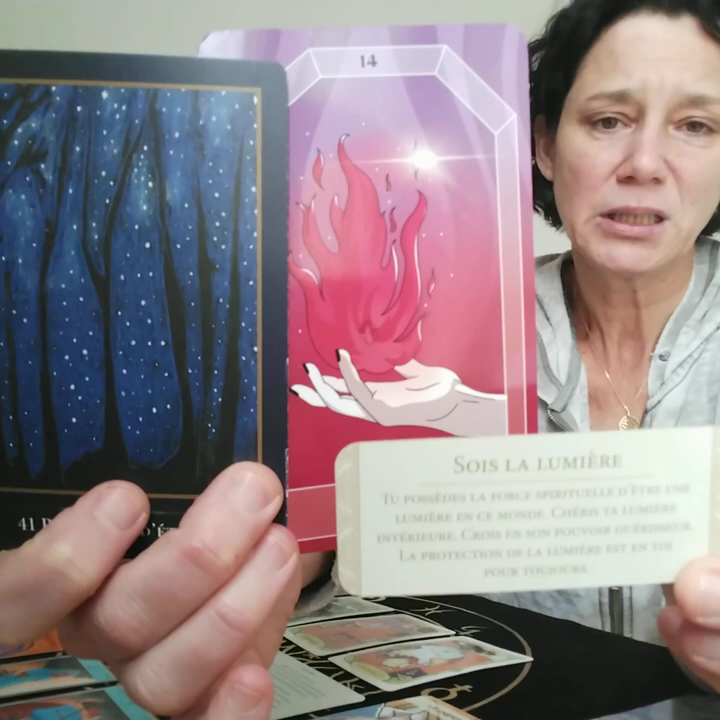 14
41 P D'ÉT
SOIS LA LUMIÈRE
TU POSSÈDES LA FORCE SPIRITUELLE D'ÊTRE UNE
LUMIÈRE EN CE MONDE. CHÉRIS TA LUMIÈRE
INTÉRIEURE. CROIS EN SON POUVOIR GUÉRISSEUR.
LA PROTECTION DE LA LUMIÈRE EST EN TOI
POUR TOUJOURS.